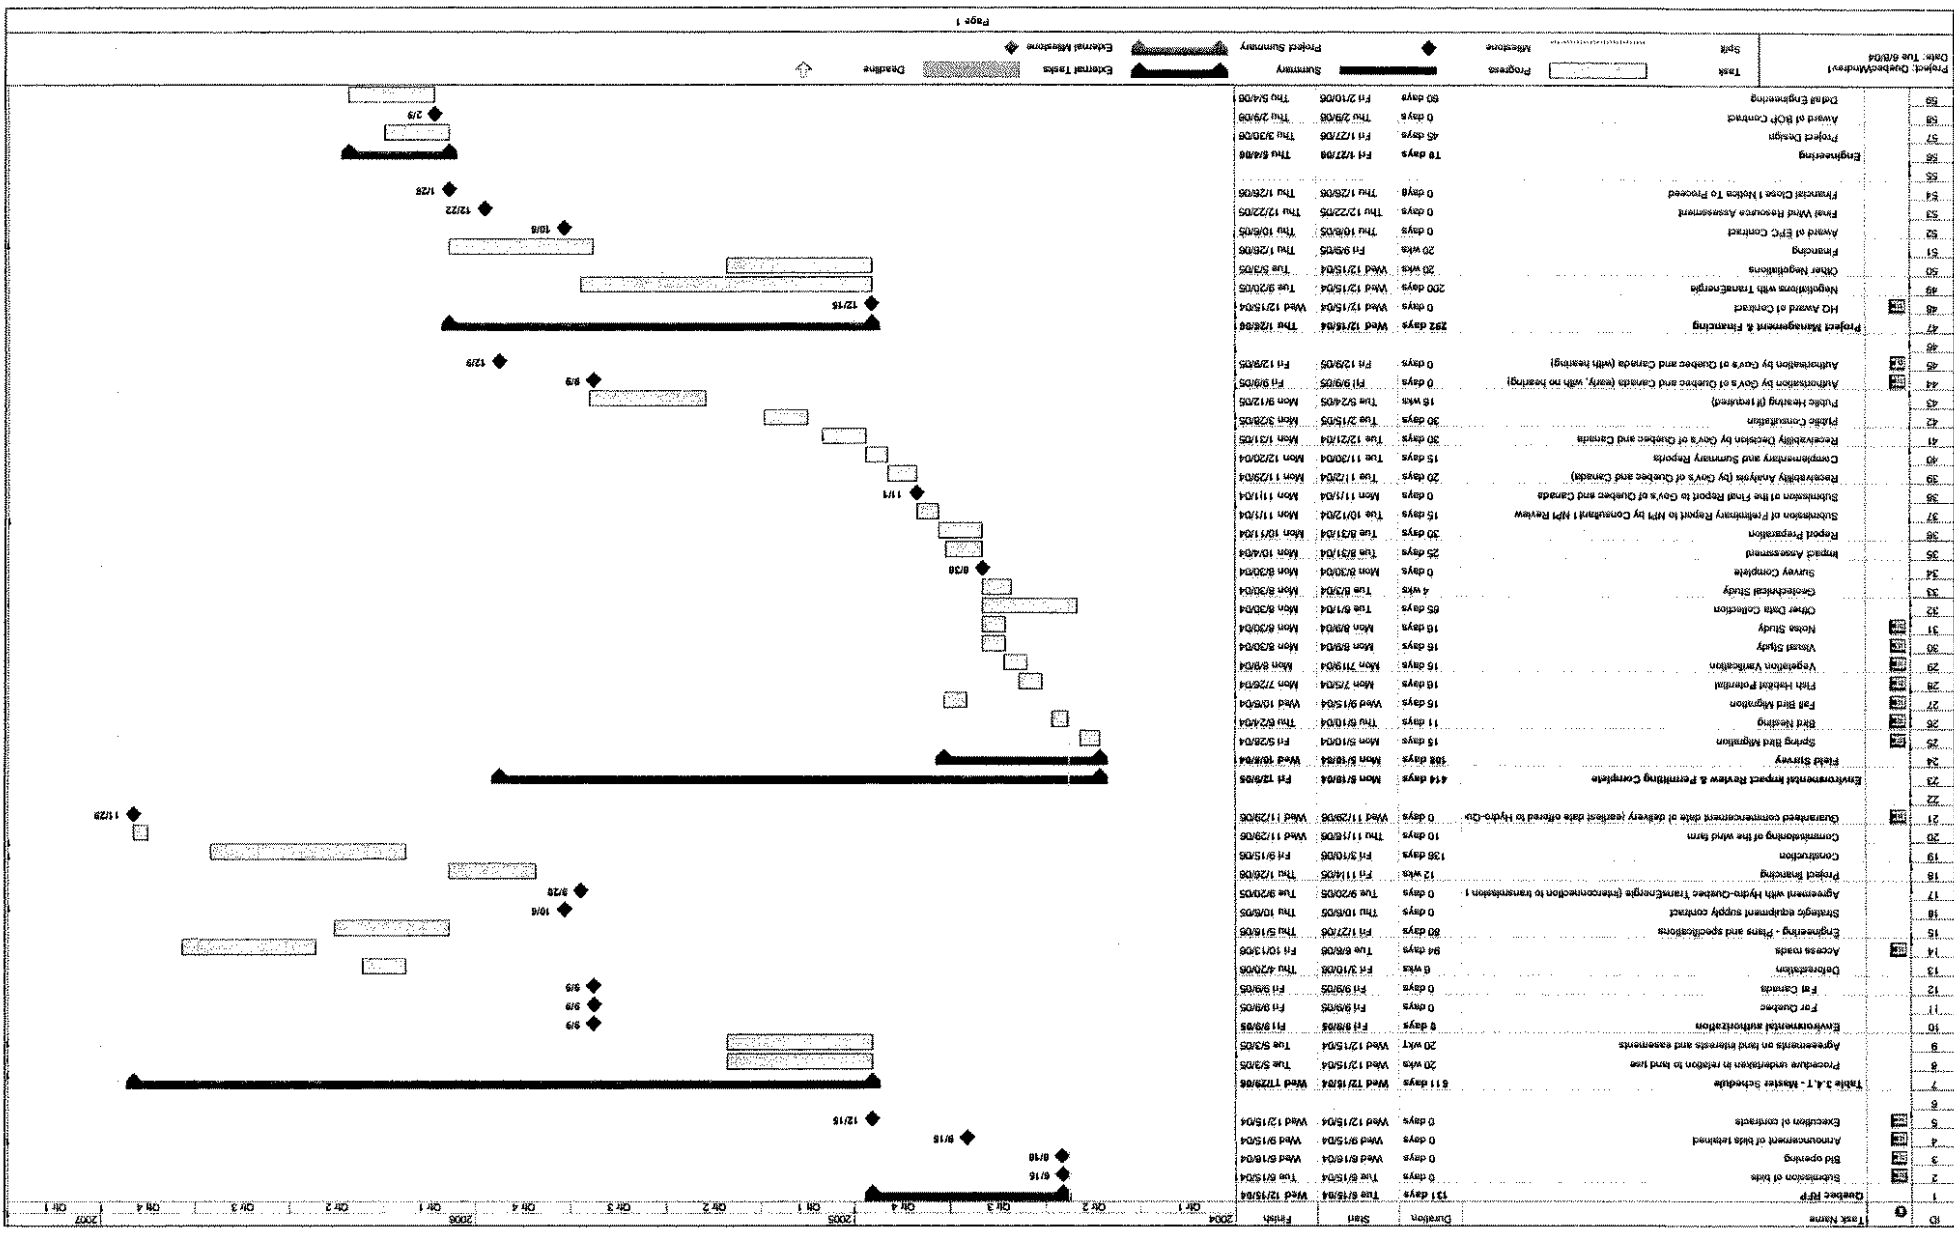 ID Task Name Duration Start Finish 2004 Qtr 1 Qtr 2 Qtr 3 Qtr 4 2005 Qtr 1 Qtr 2 Qtr 3 Qtr 4 2006 Qtr 1 Qtr 2 Qtr 3 Qtr 4 2007 Qtr 1
1 Quebec RFP 131 days Tue 6/15/04 Wed 12/15/04
2 Submission of bids 0 days Tue 6/15/04 Tue 6/15/04 6/15
3 Bid opening 0 days Wed 6/16/04 Wed 6/16/04 6/16
4 Announcement of bids retained 0 days Wed 9/15/04 Wed 9/15/04 9/15
5 Execution of contracts 0 days Wed 12/15/04 Wed 12/15/04 12/15
6
7 Table 3.4.1 - Master Schedule 511 days Wed 12/15/04 Wed 11/29/06
8 Procedure undertaken in relation to land use 20 wks Wed 12/15/04 Tue 5/3/05
9 Agreements on land interests and easements 20 wks Wed 12/15/04 Tue 5/3/05
10 Environmental authorization 0 days Fri 9/9/05 Fri 9/9/05 9/9
11 For Quebec 0 days Fri 9/9/05 Fri 9/9/05 9/9
12 Fat Canada 0 days Fri 9/9/05 Fri 9/9/05 9/9
13 Deforestation 6 wks Fri 3/10/06 Thu 4/20/06
14 Access roads 94 days Tue 6/6/06 Fri 10/13/06
15 Engineering - Plans and specifications 80 days Fri 1/27/06 Thu 5/18/06
16 Strategic equipment supply contract 0 days Thu 10/6/05 Thu 10/6/05 10/6
17 Agreement with Hydro-Quebec TransEnergie (interconnection to transmission 0 days Tue 9/20/05 Tue 9/20/05 9/20
18 Project financing 12 wks Fri 11/4/05 Thu 1/26/06
19 Construction 136 days Fri 3/10/06 Fri 9/15/06
20 Commissioning of the wind farm 10 days Thu 11/16/06 Wed 11/29/06
21 Guaranteed commencement date of delivery (earliest date offered to Hydro-Qu 0 days Wed 11/29/06 Wed 11/29/06 11/29
22
23 Environmental Impact Review & Permitting Complete 414 days Mon 5/10/04 Fri 12/9/05
24 Field Survey 108 days Mon 5/10/04 Wed 10/6/04
25 Spring Bird Migration 15 days Mon 5/10/04 Fri 5/28/04
26 Bird Nesting 11 days Thu 6/10/04 Thu 6/24/04
27 Fall Bird Migration 16 days Wed 9/15/04 Wed 10/6/04
28 Fish Habitat Potential 16 days Mon 7/5/04 Mon 7/26/04
29 Vegetation Varification 16 days Mon 7/19/04 Mon 8/9/04
30 Visual Study 16 days Mon 8/9/04 Mon 8/30/04
31 Noise Study 16 days Mon 8/9/04 Mon 8/30/04
32 Other Data Collection 65 days Tue 6/1/04 Mon 8/30/04
33 Geotechnical Study 4 wks Tue 8/3/04 Mon 8/30/04
34 Survey Complete 0 days Mon 8/30/04 Mon 8/30/04 8/30
35 Impact Assessment 25 days Tue 8/31/04 Mon 10/4/04
36 Report Preparation 30 days Tue 8/31/04 Mon 10/11/04
37 Submission of Preliminary Report to NPI by Consultant / NPI Review 15 days Tue 10/12/04 Mon 11/1/04
38 Submission of the Final Report to Gov's of Quebec and Canada 0 days Mon 11/1/04 Mon 11/1/04 11/1
39 Receivability Analysis (by Gov's of Quebec and Canada) 20 days Tue 11/2/04 Mon 11/29/04
40 Complementary and Summary Reports 15 days Tue 11/30/04 Mon 12/20/04
41 Receivability Decision by Gov's of Quebec and Canada 30 days Tue 12/21/04 Mon 1/31/05
42 Public Consultation 30 days Tue 2/15/05 Mon 3/28/05
43 Public Hearing (if required) 16 wks Tue 5/24/05 Mon 9/12/05
44 Authorisation by Gov's of Quebec and Canada (early, with no hearing) 0 days Fri 9/9/05 Fri 9/9/05 9/9
45 Authorisation by Gov's of Quebec and Canada (with hearing) 0 days Fri 12/9/05 Fri 12/9/05 12/9
46
47 Project Management & Financing 292 days Wed 12/15/04 Thu 1/26/06
48 HQ Award of Contract 0 days Wed 12/15/04 Wed 12/15/04 12/15
49 Negotiations with TransEnergie 200 days Wed 12/15/04 Tue 9/20/05
50 Other Negotiations 20 wks Wed 12/15/04 Tue 5/3/05
51 Financing 20 wks Fri 9/9/05 Thu 1/26/06
52 Award of EPC Contract 0 days Thu 10/6/05 Thu 10/6/05 10/6
53 Final Wind Resource Assessment 0 days Thu 12/22/05 Thu 12/22/05 12/22
54 Financial Close / Notice To Proceed 0 days Thu 1/26/06 Thu 1/26/06 1/26
55
56 Engineering 70 days Fri 1/27/06 Thu 5/4/06
57 Project Design 45 days Fri 1/27/06 Thu 3/30/06
58 Award of BOP Contract 0 days Thu 2/9/06 Thu 2/9/06 2/9
59 Detail Engineering 60 days Fri 2/10/06 Thu 5/4/06
Project: QuebecWindrev1
Date: Tue 6/8/04
Task Progress Summary External Tasks Deadline
Split Milestone Project Summary External Milestone
Page 1